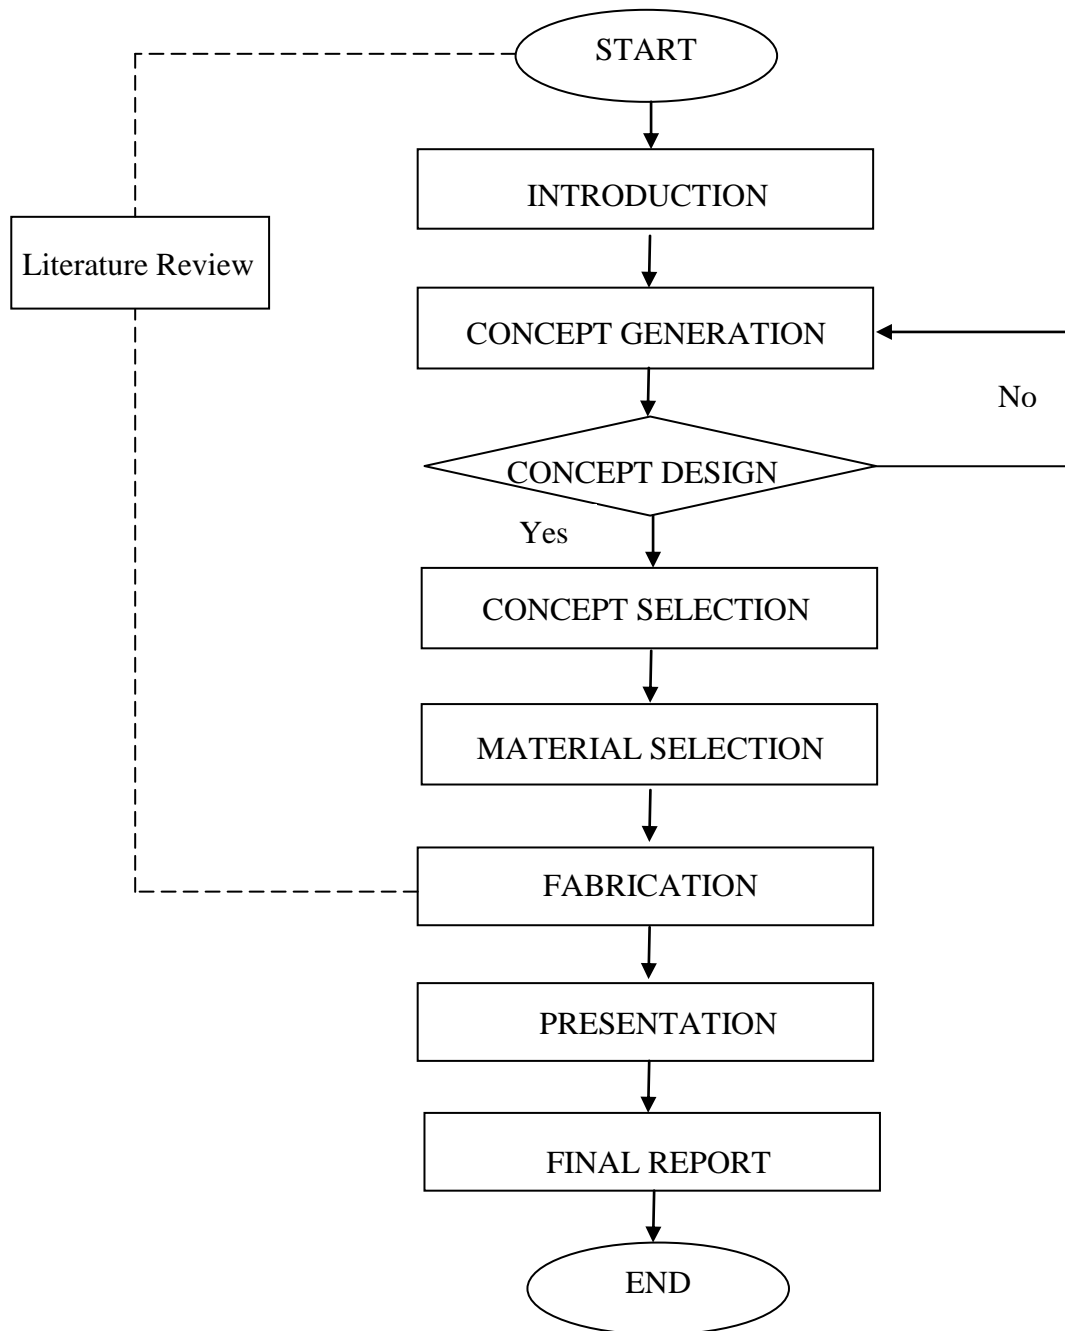 START
INTRODUCTION
Literature Review
CONCEPT GENERATION
No
CONCEPT DESIGN
Yes
CONCEPT SELECTION
MATERIAL SELECTION
FABRICATION
PRESENTATION
FINAL REPORT
END